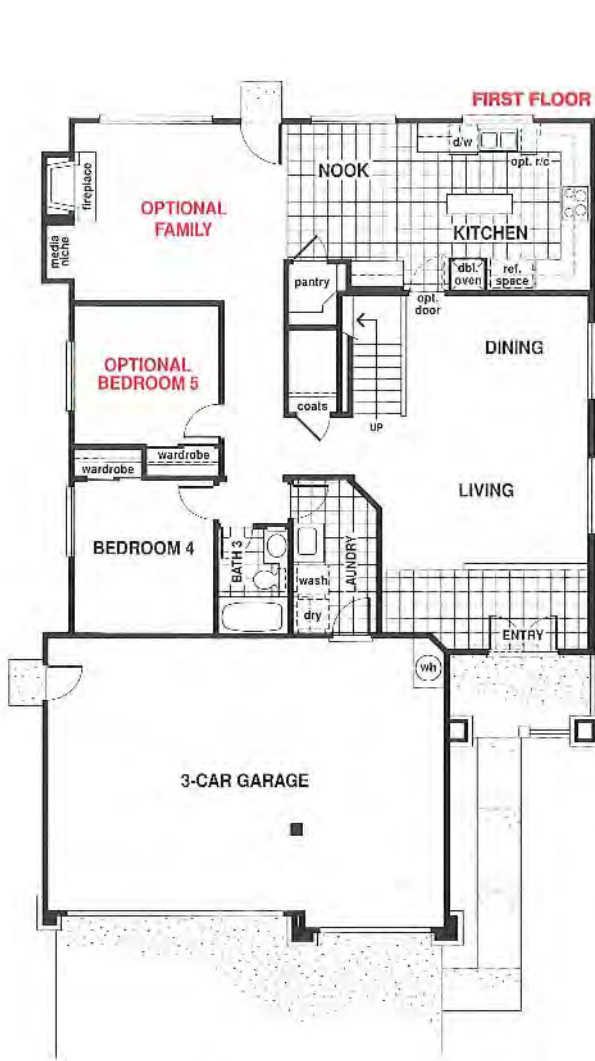 FIRST FLOOR
d/w
opt. r/c
NOOK
fireplace
OPTIONAL
FAMILY
KITCHEN
media
niche
pantry
dbl.
oven
ref.
space
opt.
door
DINING
OPTIONAL
BEDROOM 5
coats
UP
wardrobe
wardrobe
LIVING
BEDROOM 4
BATH 3
LAUNDRY
wash
dry
ENTRY
wh
3-CAR GARAGE